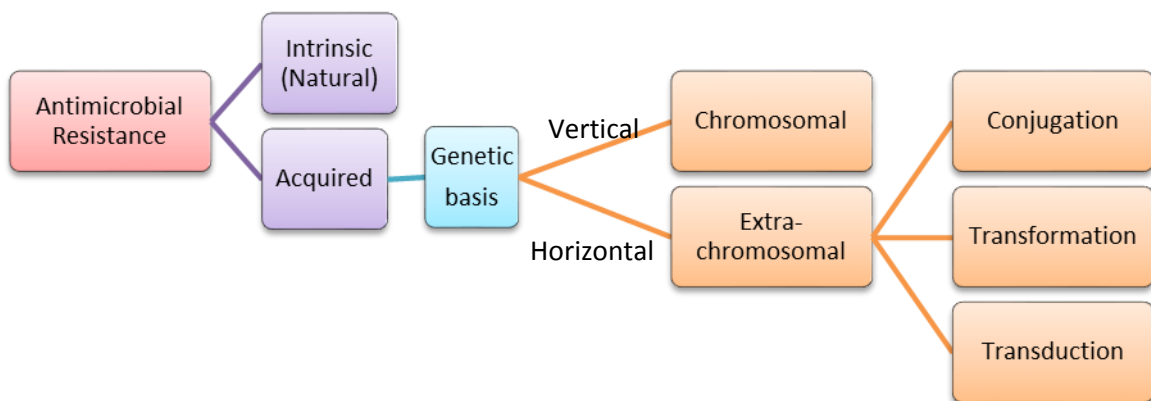 Antimicrobial
Resistance
Intrinsic
(Natural)
Acquired
Genetic
basis
Vertical
Horizontal
Chromosomal
Extra-
chromosomal
Conjugation
Transformation
Transduction